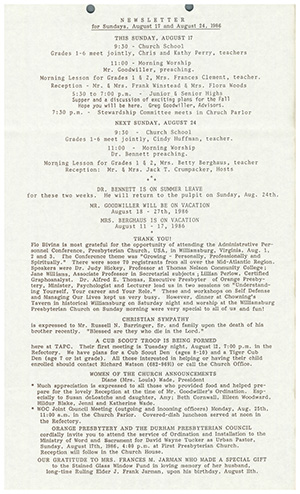 N E W S L E T T E R
for Sundays, August 17 and August 24, 1986
THIS SUNDAY, AUGUST 17
9:30 - Church School
Grades 1-6 meet jointly, Chris and Kathy Perry, teachers
11:00 - Morning Worship
Mr. Goodwiller, preaching.
Morning Lesson for Grades 1 & 2, Mrs. Frances Clement, teacher.
Reception - Mr. & Mrs. Frank Winstead & Mrs. Flora Woods
5:30 to 7:00 p.m. - Junior & Senior Highs
Supper and a discussion of exciting plans for the fall
Hope you will be here. Greg Goodwiller, Advisors.
7:30 p.m. - Stewardship Committee meets in Church Parlor
NEXT SUNDAY, AUGUST 24
9:30 - Church School
Grades 1-6 meet jointly, Cindy Huffman, teacher.
11:00 - Morning Worship
Dr. Bennett preaching.
Morning Lesson for Grades 1 & 2, Mrs. Betty Berghaus, teacher
Reception: Mr. & Mrs. Jack T. Crumpacker, Hosts
DR. BENNETT IS ON SUMMER LEAVE
for these two weeks. He will return to the pulpit on Sunday, Aug. 24th.
MR. GOODWILLER WILL BE ON VACATION
August 18 - 27th, 1986
MRS. BERGHAUS IS ON VACATION
August 11 - 17, 1986
THANK YOU!
Flo Bivins is most grateful for the opportunity of attending the Administrative Per-
sonnel Conference, Presbyterian Church, USA, in Williamsburg, Virginia, Aug. 1,
2 and 3. The Conference theme was "Growing - Personally, Professionally and
Spiritually." There were some 75 registrants from all over the Mid-Atlantic Region.
Speakers were Dr. Judy Hickey, Professor at Thomas Nelson Community College;
Jane Williams, Associate Professor in Secretarial subjects; Lillian Parlow, Certified
Graphoanalyst. Dr. Alfred E. Thomas, Executive Presbyter of Orange Presby-
tery, Minister, Psychologist and Lecturer lead us in two sessions on "Understand-
ing Yourself, Your Career and Your Role." These and workshops on Self Defense
and Managing Our Lives kept us very busy. However, dinner at Chowning's
Tavern in historical Williamsburg on Saturday night and worship at the Williamsburg
Presbyterian Church on Sunday morning were very special to all of us and fun!
CHRISTIAN SYMPATHY
is expressed to Mr. Russell N. Barringer, Sr. and family upon the death of his
brother recently. "Blessed are they who die in the Lord."
A CUB SCOUT TROOP IS BEING FORMED
here at TAPC. Their first meeting is Tuesday night, August 12, 7:00 p.m. in the
Refectory. We have plans for a Cub Scout Den (ages 8-10) and a Tiger Cub
Den (age 7 or 1st grade). All those interested in helping or having their child
enrolled should contact Richard Watson or call the Church Office.
WOMEN OF THE CHURCH ANNOUNCEMENTS
Diane (Mrs. Louis) Wade, President
* Much appreciation is expressed to all those who provided food and helped pre-
pare for the lovely Reception at the time of Mr. Goodwiller's Ordination. Esp-
ecially to Susan deLoatche and daughter, Amy; Beth Cornwall, Eileen Woodward,
Mildur Blake, Jenni and Katherine Wade.
* WOC Joint Council Meeting (outgoing and incoming officers) Monday, Aug. 25th,
11:00 a.m. in the Church Parlor. Covered-dish luncheon served at noon in
the Refectory.
ORANGE PRESBYTERY AND THE DURHAM PRESBYTERIAN COUNCIL
cordially invite you to attend the service of Ordination and Installation to the
Ministry of Word and Sacrament for David Wayne Tucker as Urban Pastor,
Sunday, August 17th, 1986, 4:00 p.m. at First Presbyterian Church.
Reception will follow in the Church House.
OUR GRATITUDE TO MRS. FRANCES M. JARMAN WHO MADE A SPECIAL GIFT
to the Stained Glass Window Fund in loving memory of her husband,
long-time Ruling Elder J. Frank Jarman, upon his birthday, August 11th.